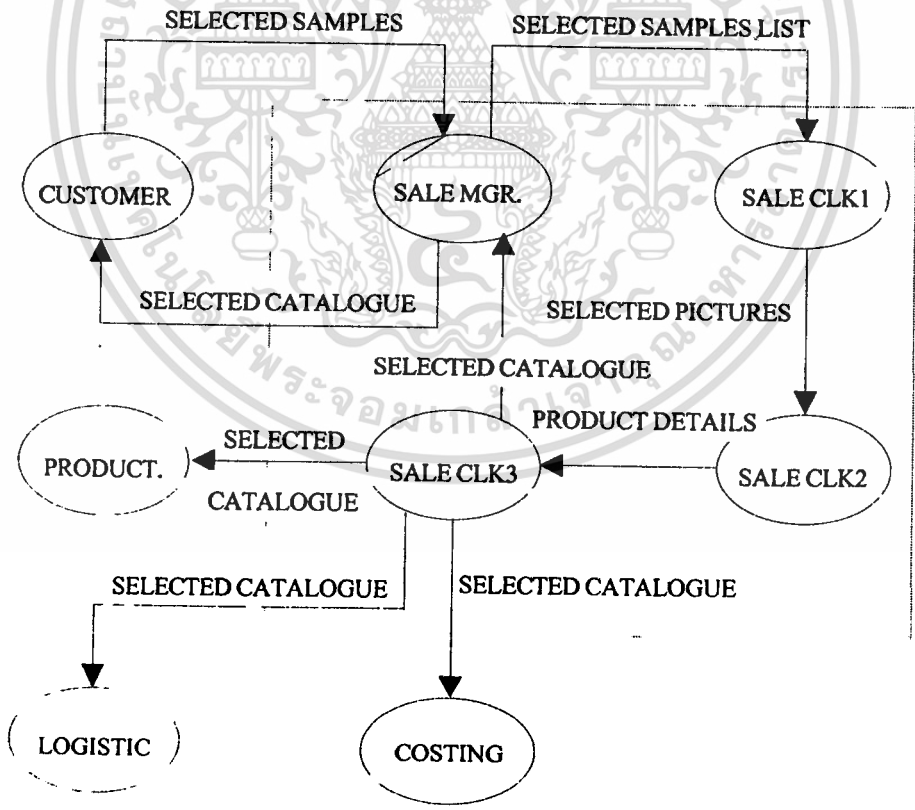 SELECTED SAMPLES
SELECTED SAMPLES LIST
CUSTOMER
SALE MGR.
SALE CLK1
SELECTED CATALOGUE
SELECTED PICTURES
SELECTED CATALOGUE
PRODUCT DETAILS
PRODUCT.
SELECTED
CATALOGUE
SALE CLK3
SALE CLK2
SELECTED CATALOGUE
SELECTED CATALOGUE
LOGISTIC
COSTING